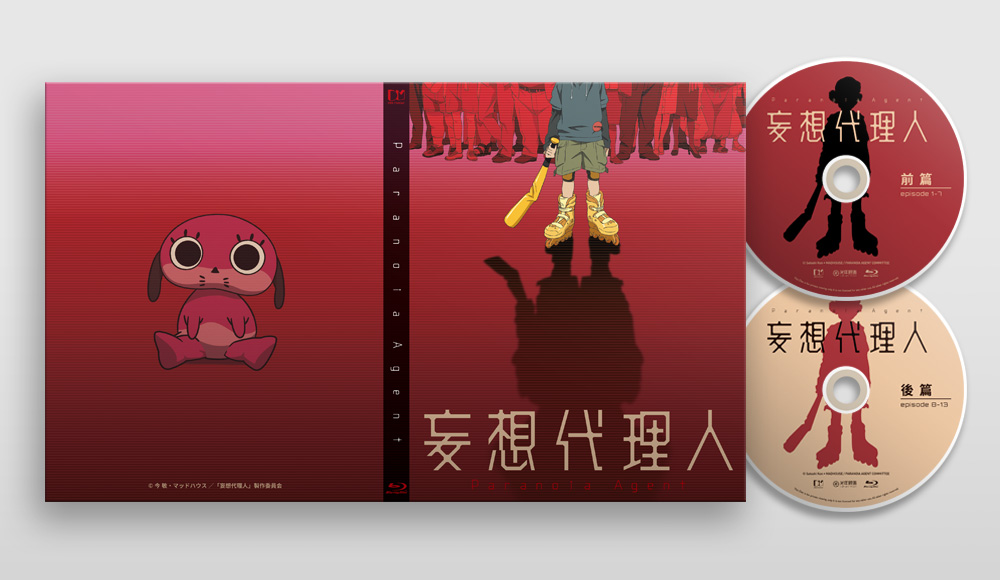 © 今 敏・マッドハウス ／「妄想代理人」製作委員会
Paranoia Agent
妄想代理人
Paranoia Agent
Paranoia Agent
妄想代理人
前篇
episode 1-7
Paranoia Agent
妄想代理人
後篇
episode 8-13